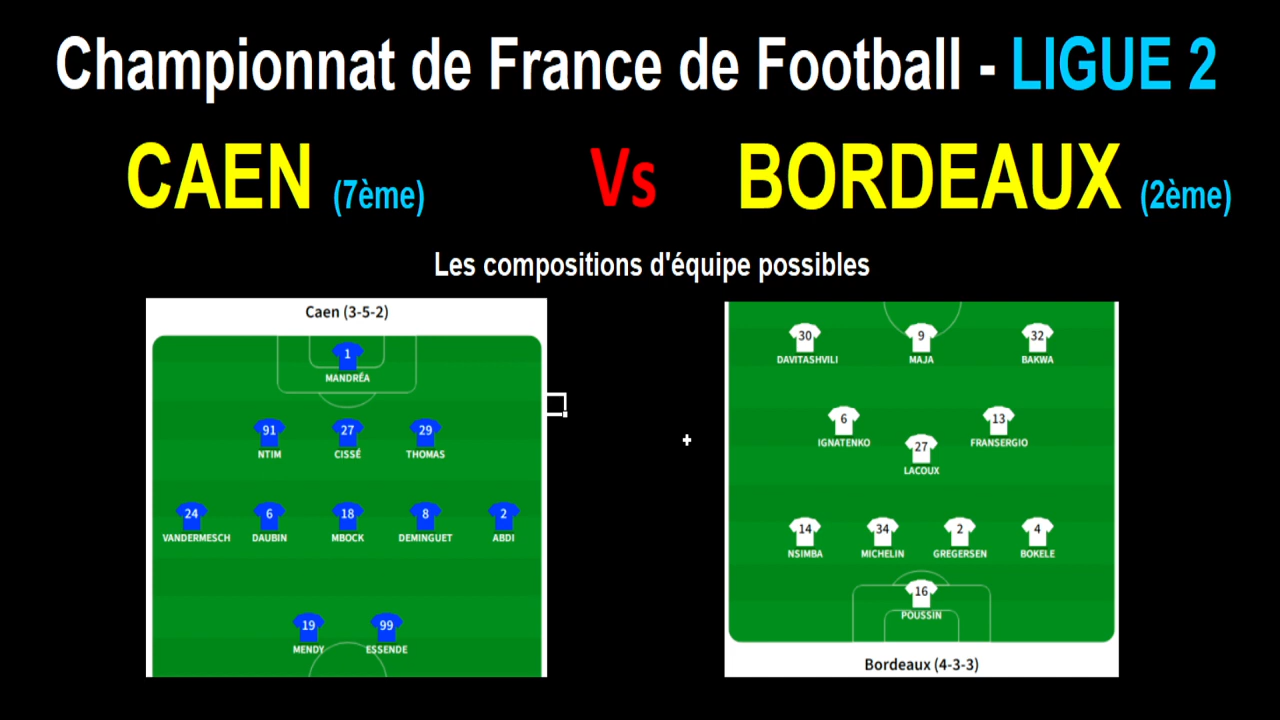 Championnat de France de Football - LIGUE 2
CAEN (7ème) Vs BORDEAUX (2ème)
Les compositions d'équipe possibles
Caen (3-5-2)
1
MANDRÉA
91 27 29
NTIM CISSÉ THOMAS
24 6 18 8 2
VANDERMESCH DAUBIN MBOCK DEMINGUET ABDI
19 99
MENDY ESSENDE
30 9 32
DAVITASHVILI MAJA BAKWA
6 13
IGNATENKO FRANSERGIO
27
LACOUX
14 34 2 4
NSIMBA MICHELIN GREGERSEN BOKELE
16
POUSSIN
Bordeaux (4-3-3)